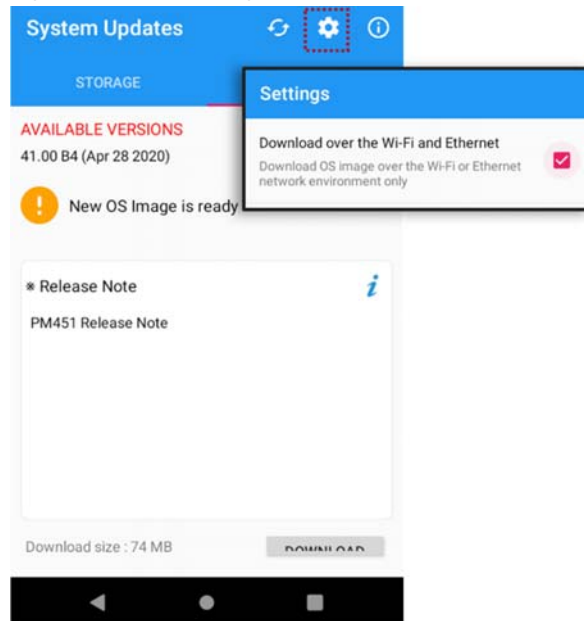 System Updates
STORAGE
Settings
Download over the Wi-Fi and Ethernet
Download OS image over the Wi-Fi or Ethernet
network environment only
AVAILABLE VERSIONS
41.00 B4 (Apr 28 2020)
New OS Image is ready
※ Release Note
PM451 Release Note
Download size : 74 MB
DOWNLOAD